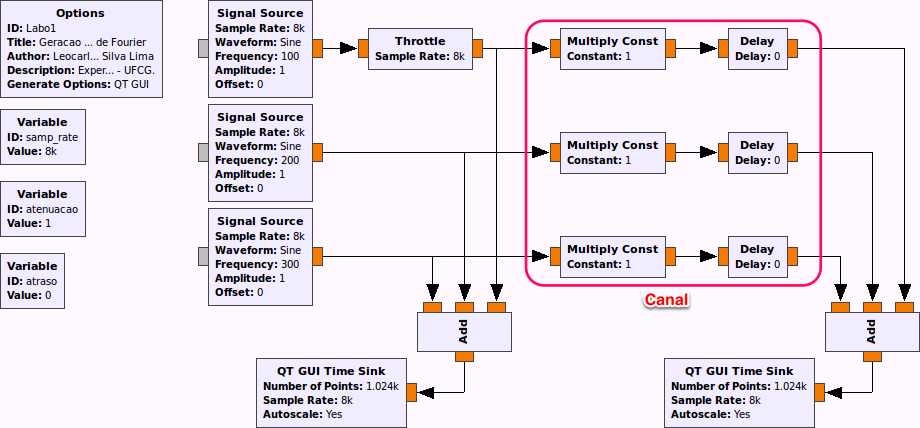 Options
ID: Labo1
Title: Geracao ... de Fourier
Author: Leocarl... Silva Lima
Description: Exper... - UFCG.
Generate Options: QT GUI
Variable
ID: samp_rate
Value: 8k
Variable
ID: atenuacao
Value: 1
Variable
ID: atraso
Value: 0
Signal Source
Sample Rate: 8k
Waveform: Sine
Frequency: 100
Amplitude: 1
Offset: 0
Throttle
Sample Rate: 8k
Multiply Const
Constant: 1
Delay
Delay: 0
Signal Source
Sample Rate: 8k
Waveform: Sine
Frequency: 200
Amplitude: 1
Offset: 0
Multiply Const
Constant: 1
Delay
Delay: 0
Signal Source
Sample Rate: 8k
Waveform: Sine
Frequency: 300
Amplitude: 1
Offset: 0
Multiply Const
Constant: 1
Delay
Delay: 0
Canal
Add
Add
QT GUI Time Sink
Number of Points: 1.024k
Sample Rate: 8k
Autoscale: Yes
QT GUI Time Sink
Number of Points: 1.024k
Sample Rate: 8k
Autoscale: Yes